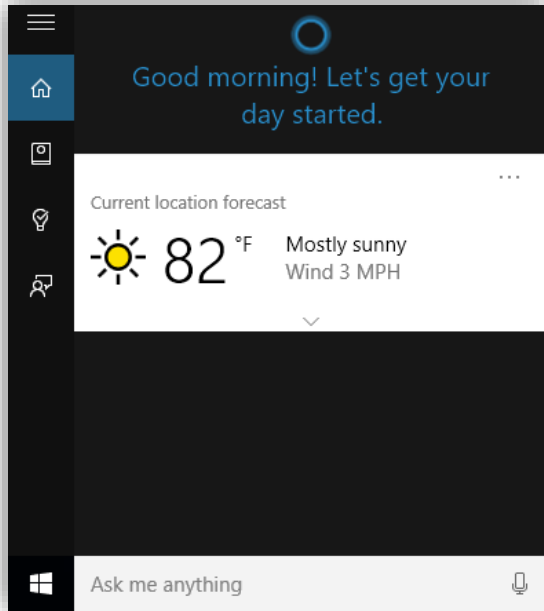 Good morning! Let's get your
day started.
...
Current location forecast
82 °F
Mostly sunny
Wind 3 MPH
Ask me anything